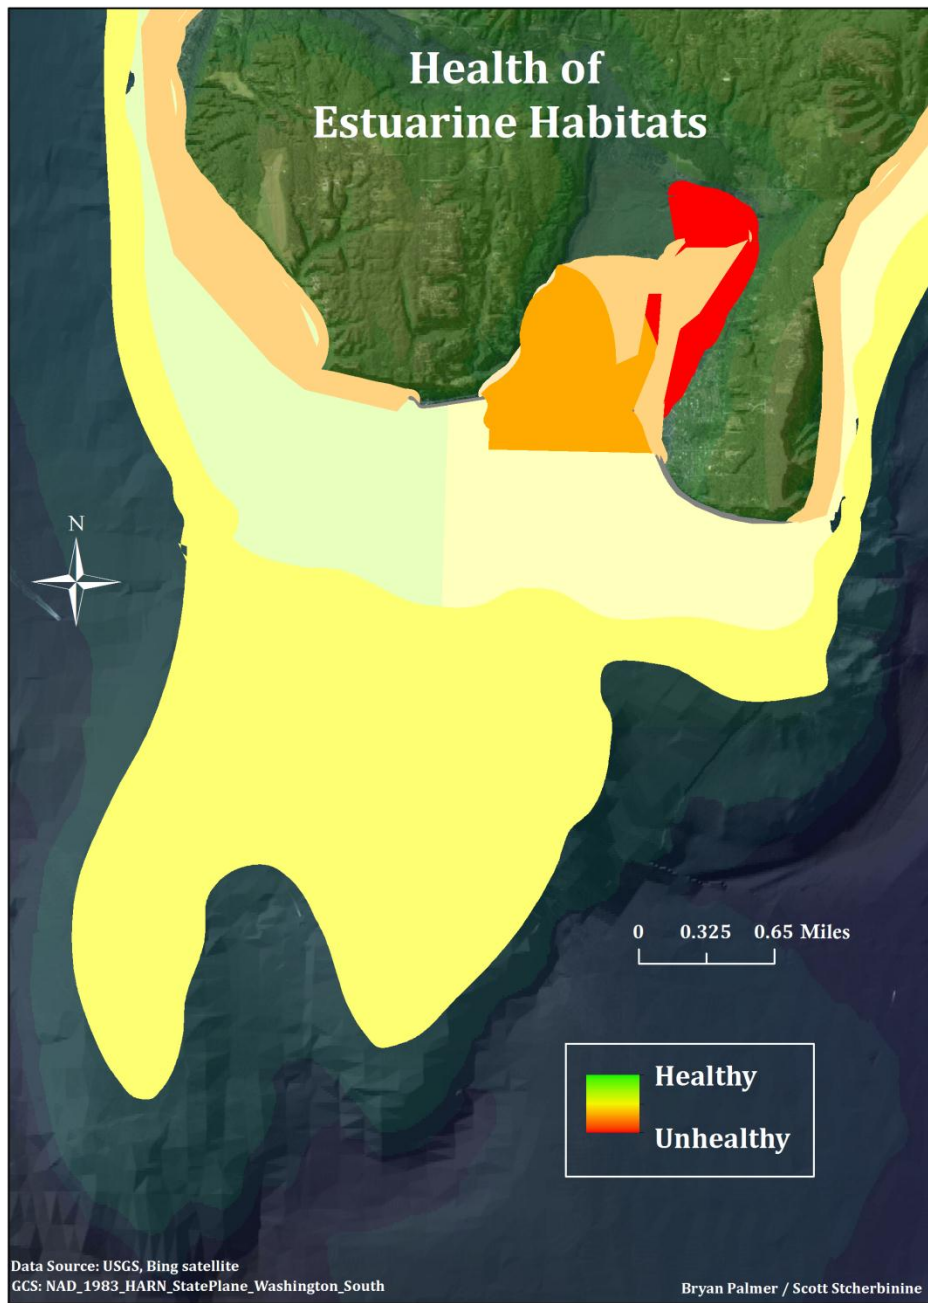 Health of
Estuarine Habitats
N
0 0.325 0.65 Miles
Healthy
Unhealthy
Data Source: USGS, Bing satellite
GCS: NAD_1983_HARN_StatePlane_Washington_South
Bryan Palmer / Scott Stcherbinine